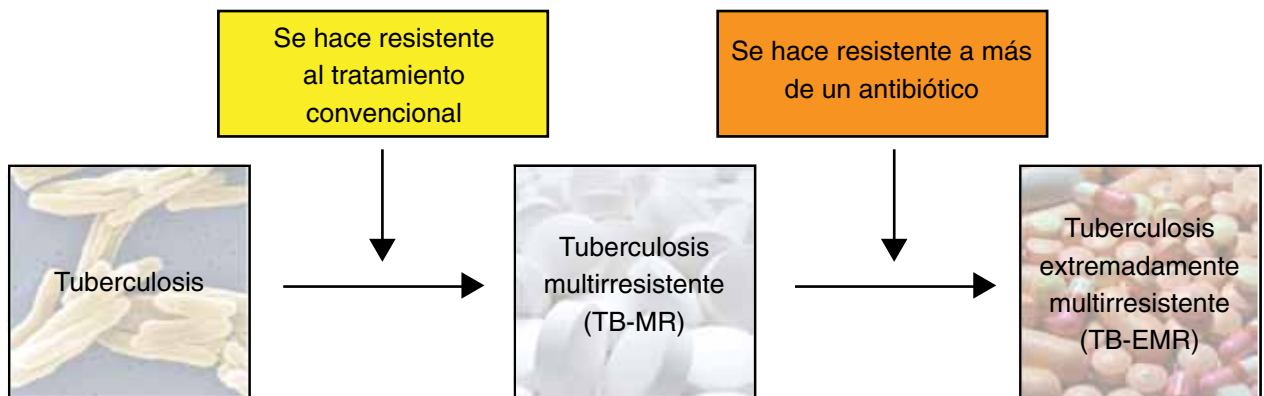 Se hace resistente
al tratamiento
convencional
Se hace resistente a más
de un antibiótico
Tuberculosis
Tuberculosis
multirresistente
(TB-MR)
Tuberculosis
extremadamente
multirresistente
(TB-EMR)